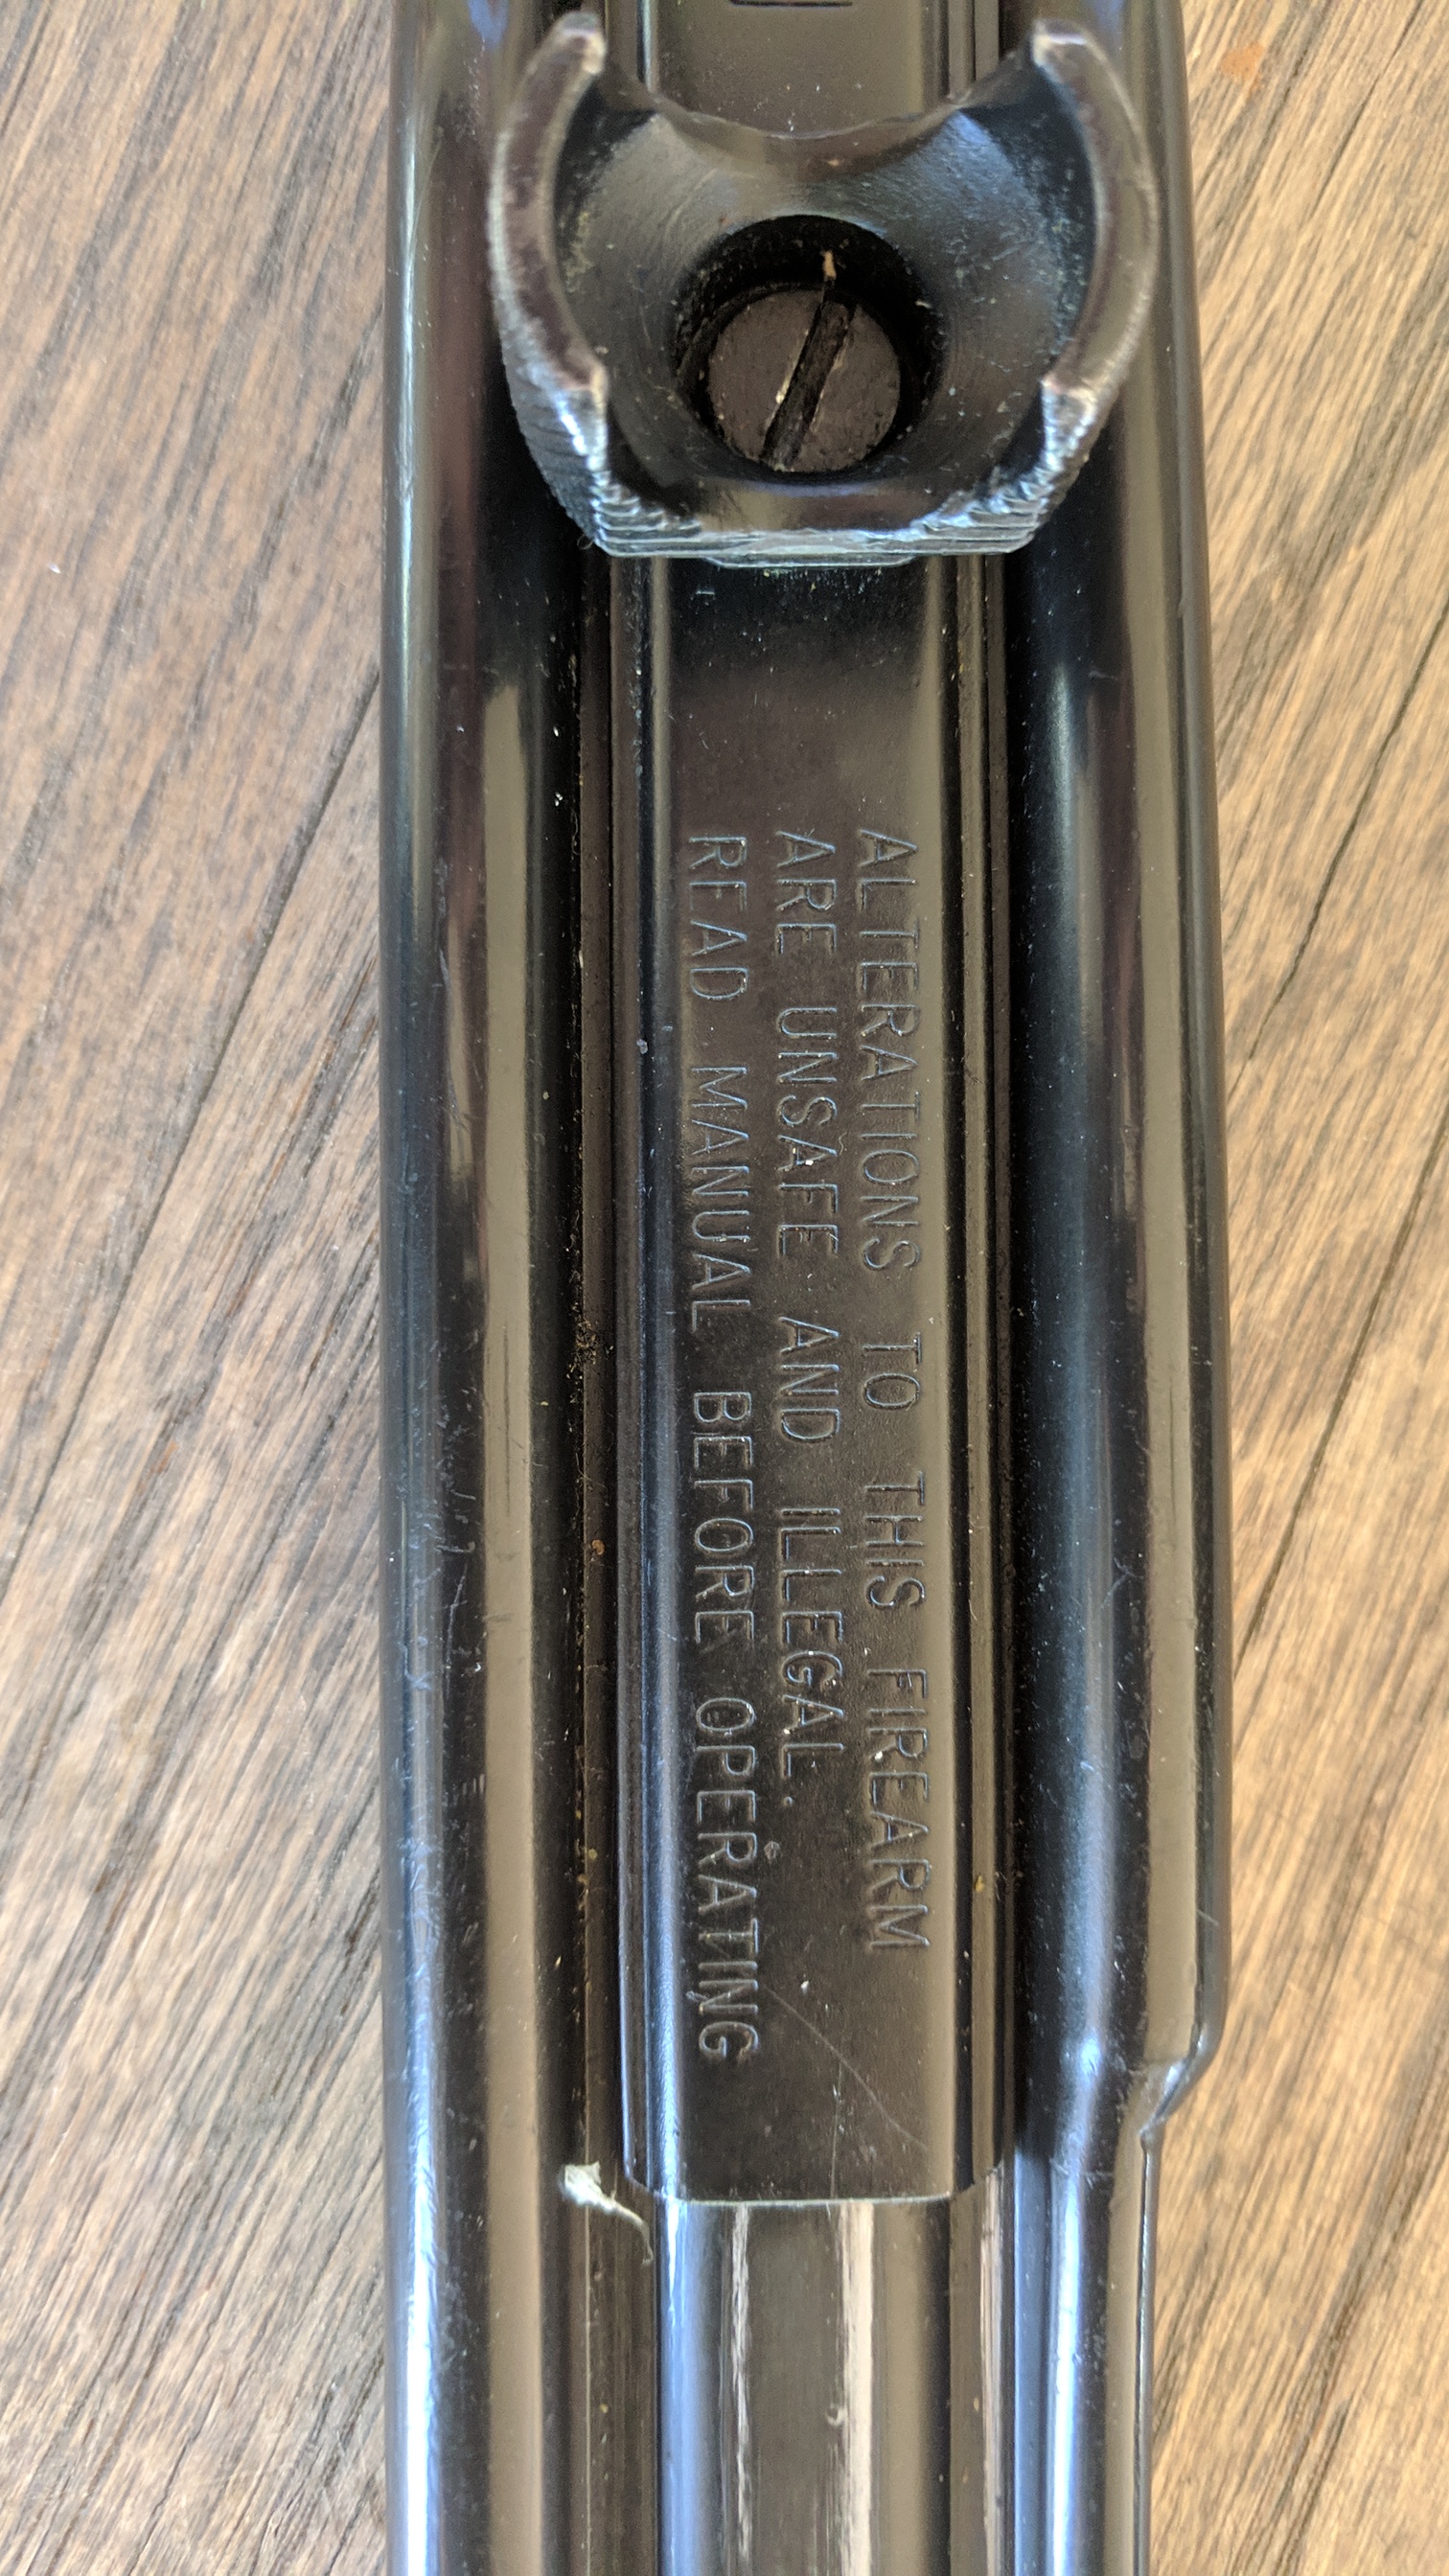 ALTERATIONS TO THIS FIREARM
ARE UNSAFE AND ILLEGAL.
READ MANUAL BEFORE OPERATING